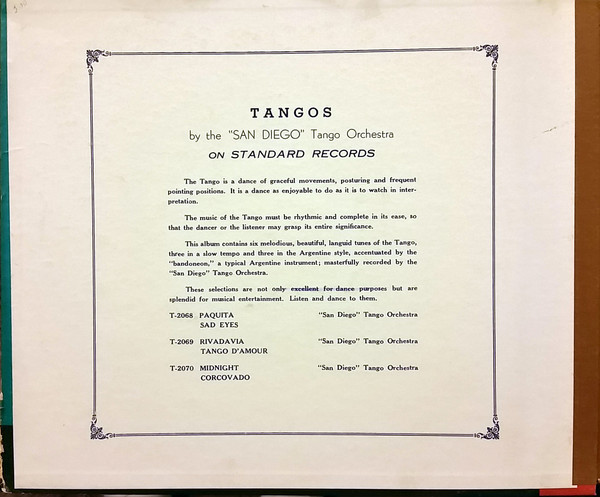 TANGOS
by the "SAN DIEGO" Tango Orchestra
ON STANDARD RECORDS
The Tango is a dance of graceful movements, posturing and frequent
pointing positions. It is a dance as enjoyable to do as it is to watch in inter-
pretation.
The music of the Tango must be rhythmic and complete in its ease, so
that the dancer or the listener may grasp its entire significance.
This album contains six melodious, beautiful, languid tunes of the Tango,
three in a slow tempo and three in the Argentine style, accentuated by the
"bandoneon," a typical Argentine instrument; masterfully recorded by the
"San Diego" Tango Orchestra.
These selections are not only excellent for dance purposes but are
splendid for musical entertainment. Listen and dance to them.
T-2068 PAQUITA "San Diego" Tango Orchestra
SAD EYES
T-2069 RIVADAVIA "San Diego" Tango Orchestra
TANGO D'AMOUR
T-2070 MIDNIGHT "San Diego" Tango Orchestra
CORCOVADO